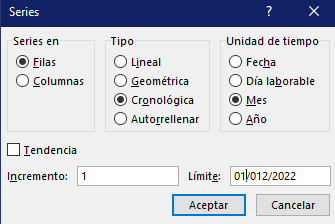 Series
Series en
Filas
Columnas
Tipo
Lineal
Geométrica
Cronológica
Autorrellenar
Unidad de tiempo
Fecha
Día laborable
Mes
Año
Tendencia
Incremento: 1
Límite: 01/012/2022
Aceptar
Cancelar